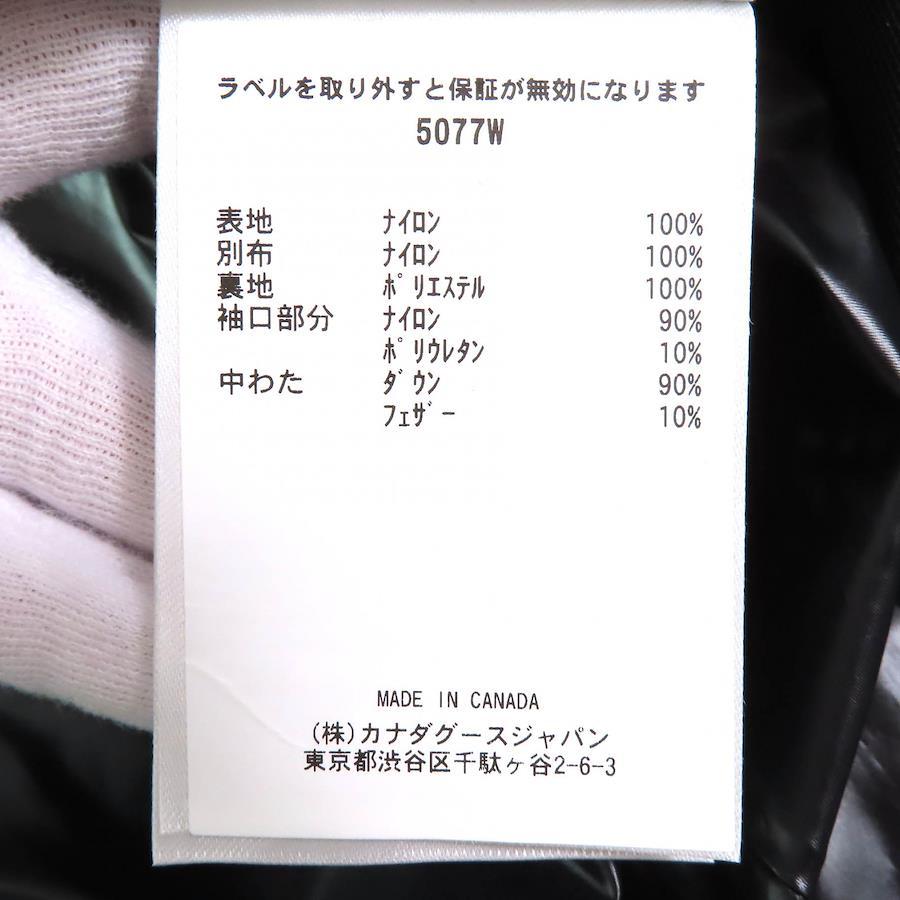 ラベルを取り外すと保証が無効になります
5077W
表地 ﾅｲﾛﾝ 100%
別布 ﾅｲﾛﾝ 100%
裏地 ﾎﾟﾘｴｽﾃﾙ 100%
袖口部分 ﾅｲﾛﾝ 90%
ﾎﾟﾘｳﾚﾀﾝ 10%
中わた ﾀﾞｳﾝ 90%
ﾌｪｻﾞｰ 10%
MADE IN CANADA
(株)カナダグースジャパン
東京都渋谷区千駄ヶ谷2-6-3